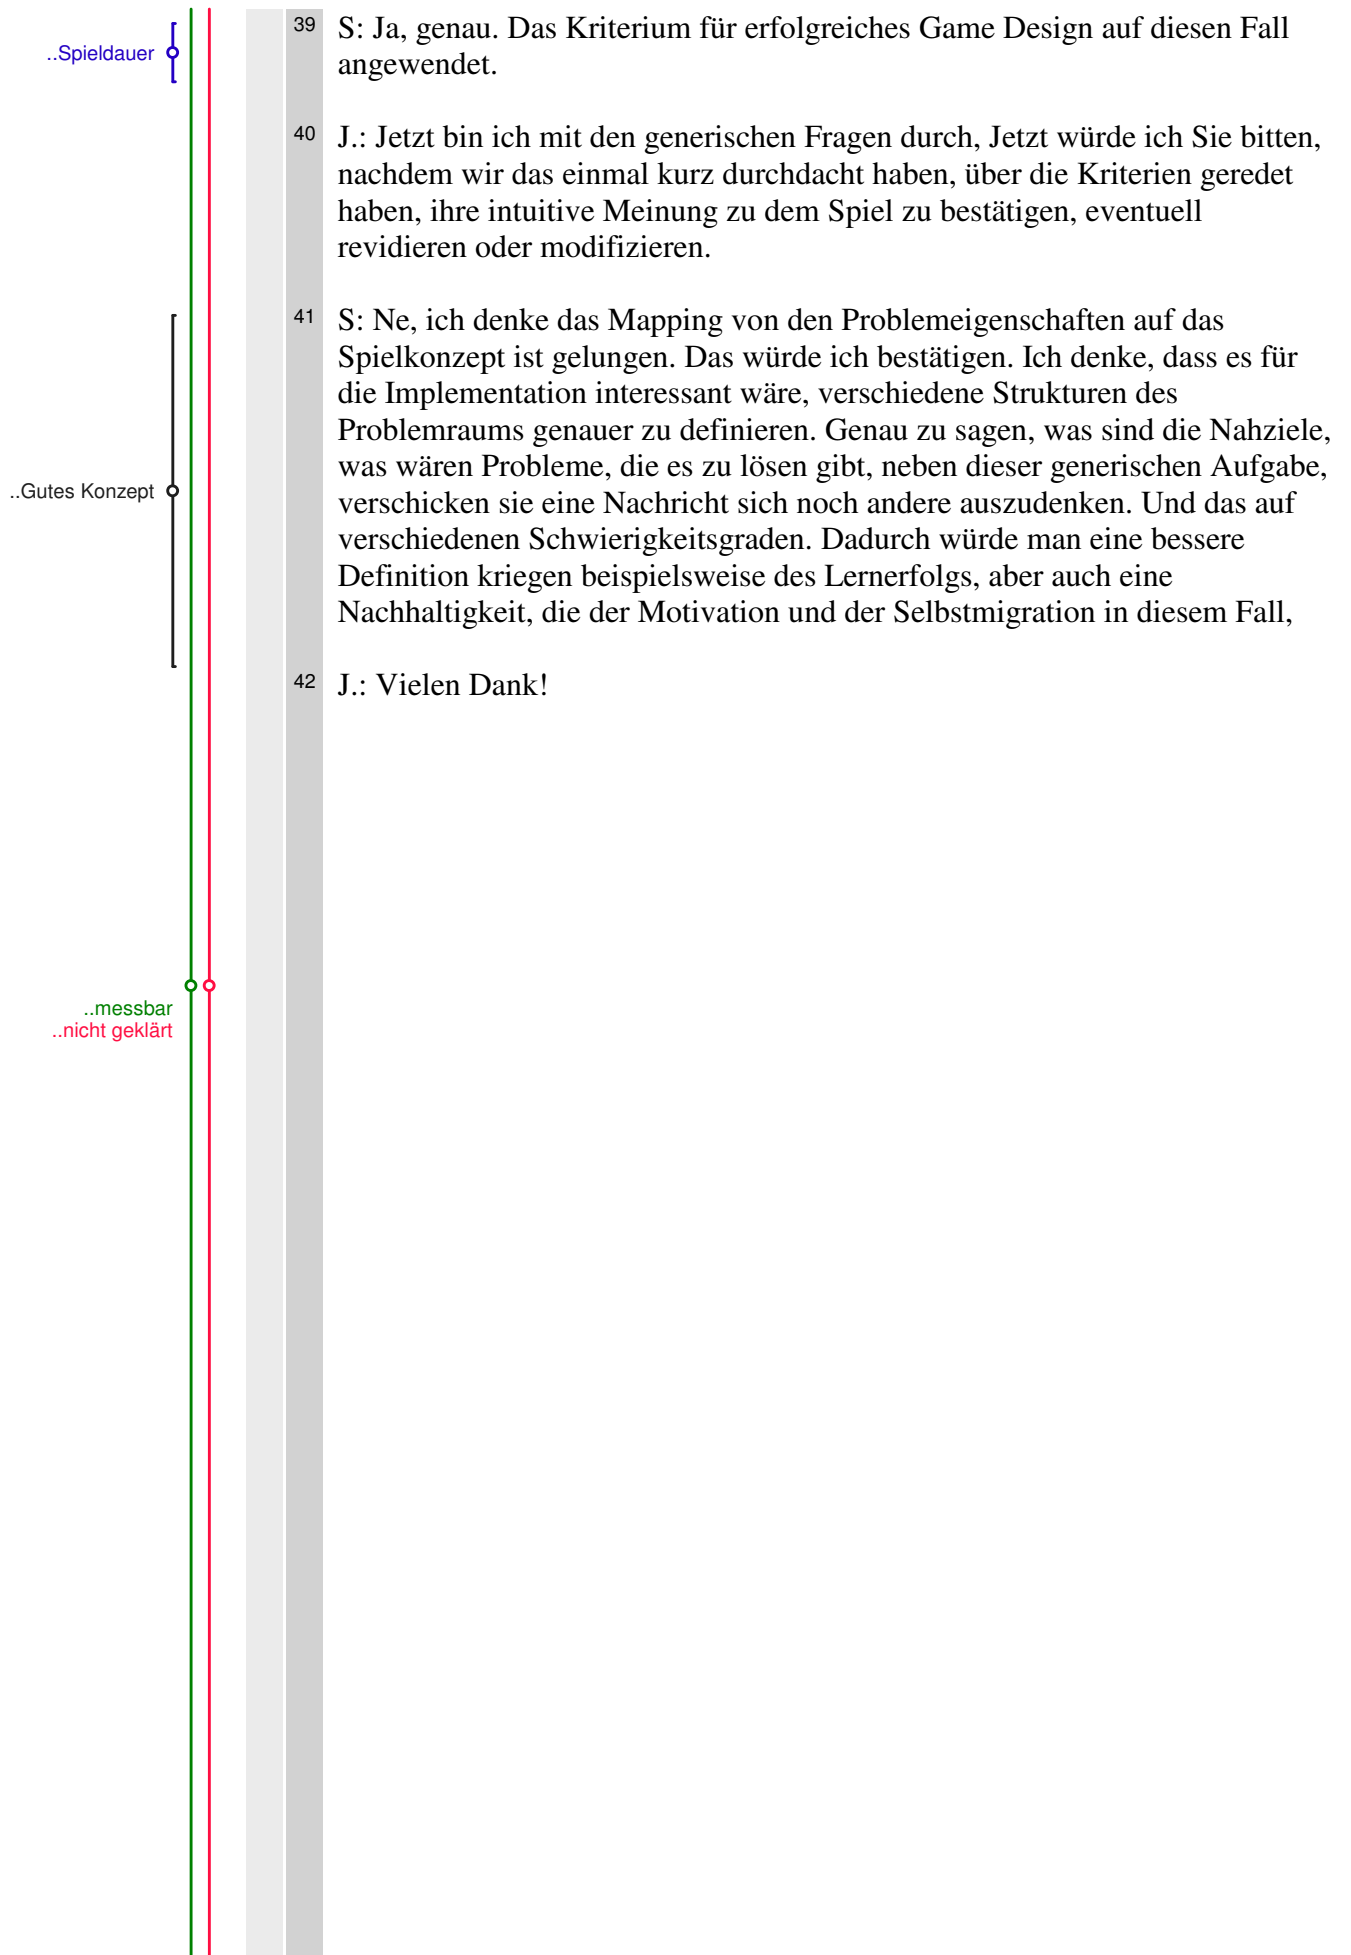 ..Spieldauer
39 S: Ja, genau. Das Kriterium für erfolgreiches Game Design auf diesen Fall
angewendet.
40 J.: Jetzt bin ich mit den generischen Fragen durch, Jetzt würde ich Sie bitten,
nachdem wir das einmal kurz durchdacht haben, über die Kriterien geredet
haben, ihre intuitive Meinung zu dem Spiel zu bestätigen, eventuell
revidieren oder modifizieren.
41 S: Ne, ich denke das Mapping von den Problemeigenschaften auf das
Spielkonzept ist gelungen. Das würde ich bestätigen. Ich denke, dass es für
die Implementation interessant wäre, verschiedene Strukturen des
Problemraums genauer zu definieren. Genau zu sagen, was sind die Nahziele,
was wären Probleme, die es zu lösen gibt, neben dieser generischen Aufgabe,
..Gutes Konzept
verschicken sie eine Nachricht sich noch andere auszudenken. Und das auf
verschiedenen Schwierigkeitsgraden. Dadurch würde man eine bessere
Definition kriegen beispielsweise des Lernerfolgs, aber auch eine
Nachhaltigkeit, die der Motivation und der Selbstmigration in diesem Fall,
42 J.: Vielen Dank!
..messbar
..nicht geklärt